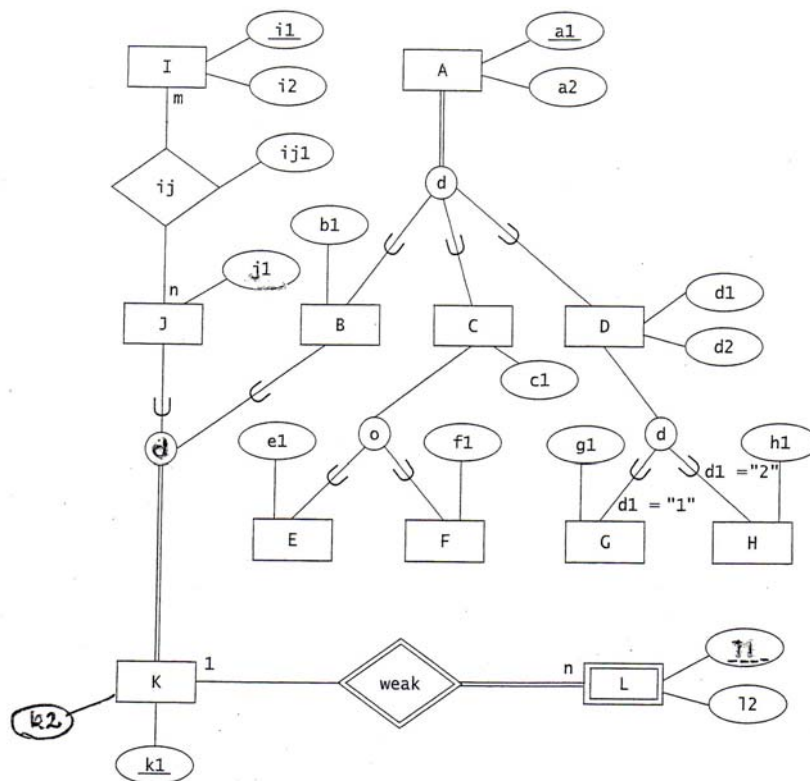 i1
a1
I
A
i2
a2
m
ij1
ij
d
b1
j1
n
d1
J
B
C
D
d2
c1
d
e1
o
f1
g1
d
h1
d1 ="2"
d1 = "1"
E
F
G
H
l1
1
n
K
weak
L
k2
l2
k1